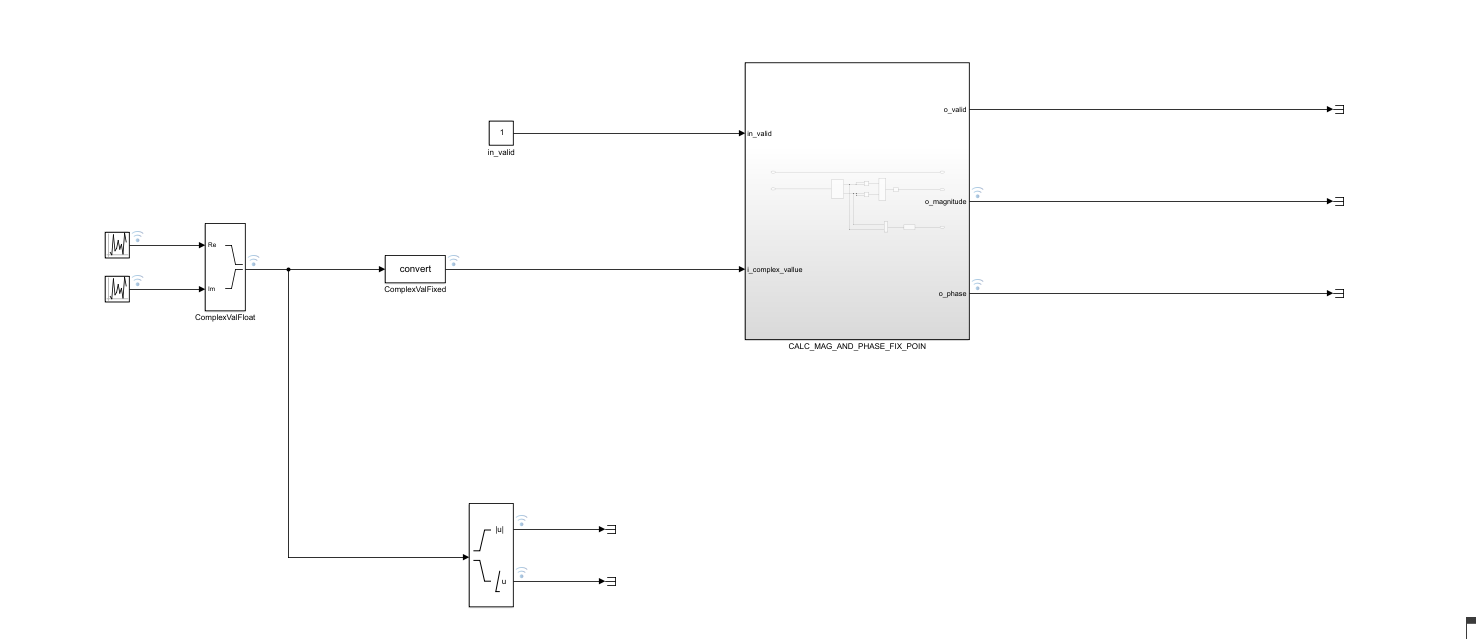 o_valid
1
in_valid
in_valid
o_magnitude
Re
convert
i_complex_vallue
Im
ComplexValFixed
o_phase
ComplexValFloat
CALC_MAG_AND_PHASE_FIX_POIN
|u|
u